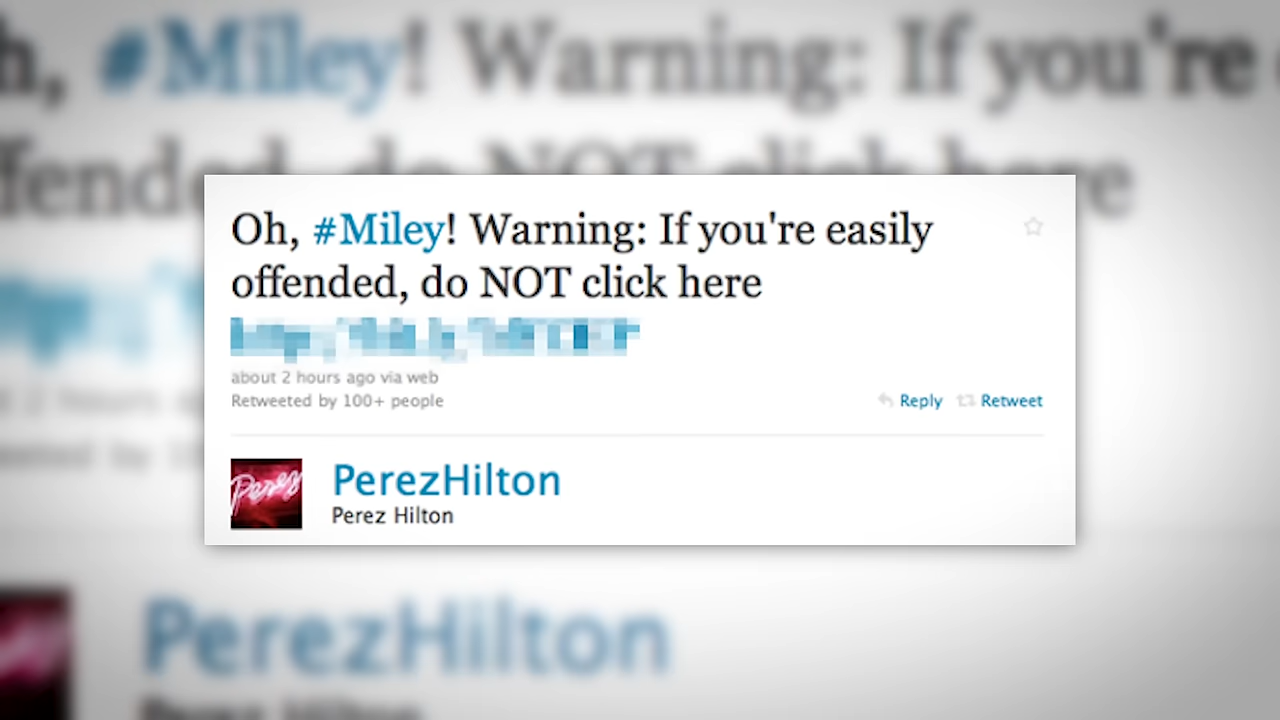 Oh, #Miley! Warning: If you're easily
offended, do NOT click here
about 2 hours ago via web
Retweeted by 100+ people
Reply Retweet
Perez
PerezHilton
Perez Hilton